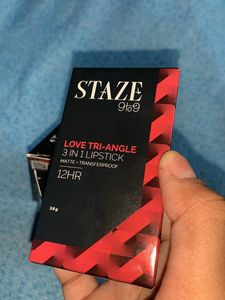 STAZE
9to9
LOVE TRI-ANGLE
3 IN 1 LIPSTICK
MATTE • TRANSFERPROOF
12HR